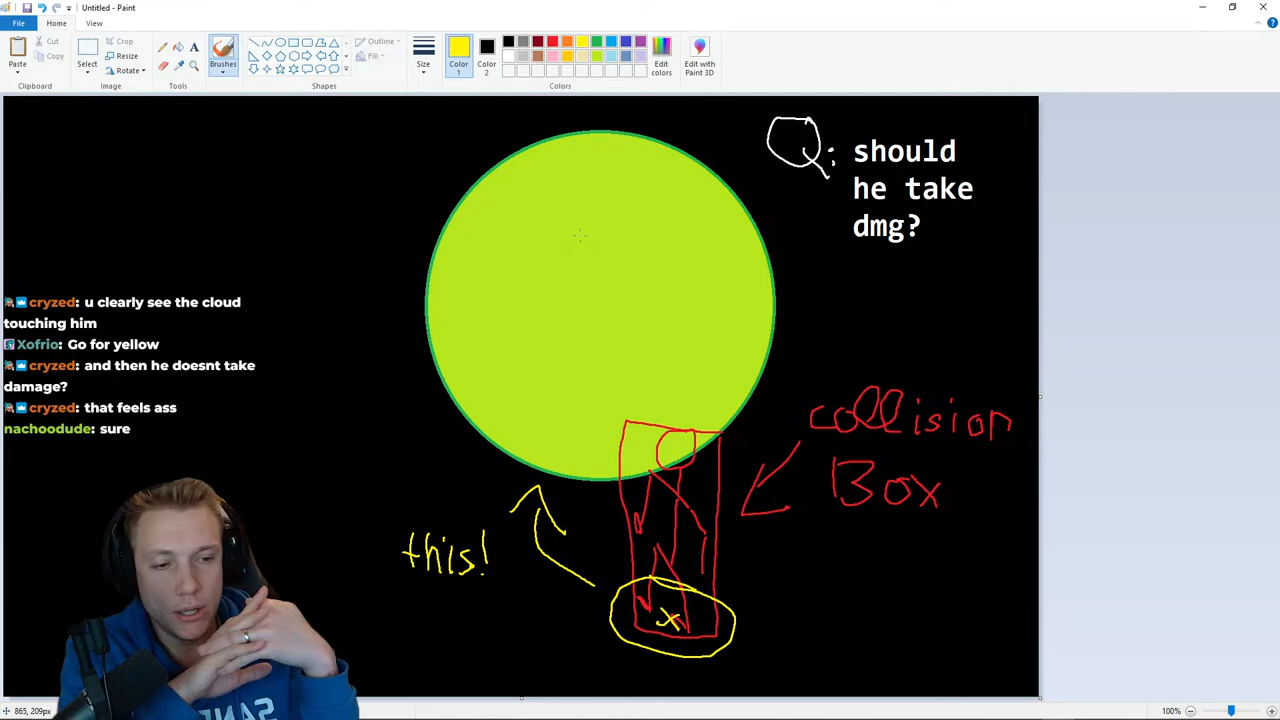 Untitled - Paint
File
Home
View
Paste
Cut
Copy
Clipboard
Select
Crop
Resize
Rotate
Image
Tools
Brushes
Shapes
Outline
Fill
Size
Color 1
Color 2
Colors
Edit colors
Edit with Paint 3D
Q: should
he take
dmg?
cryzed: u clearly see the cloud
touching him
Xofrio: Go for yellow
cryzed: and then he doesnt take
damage?
cryzed: that feels ass
nachoodude: sure
collision
Box
this!
x
865, 209px
100%